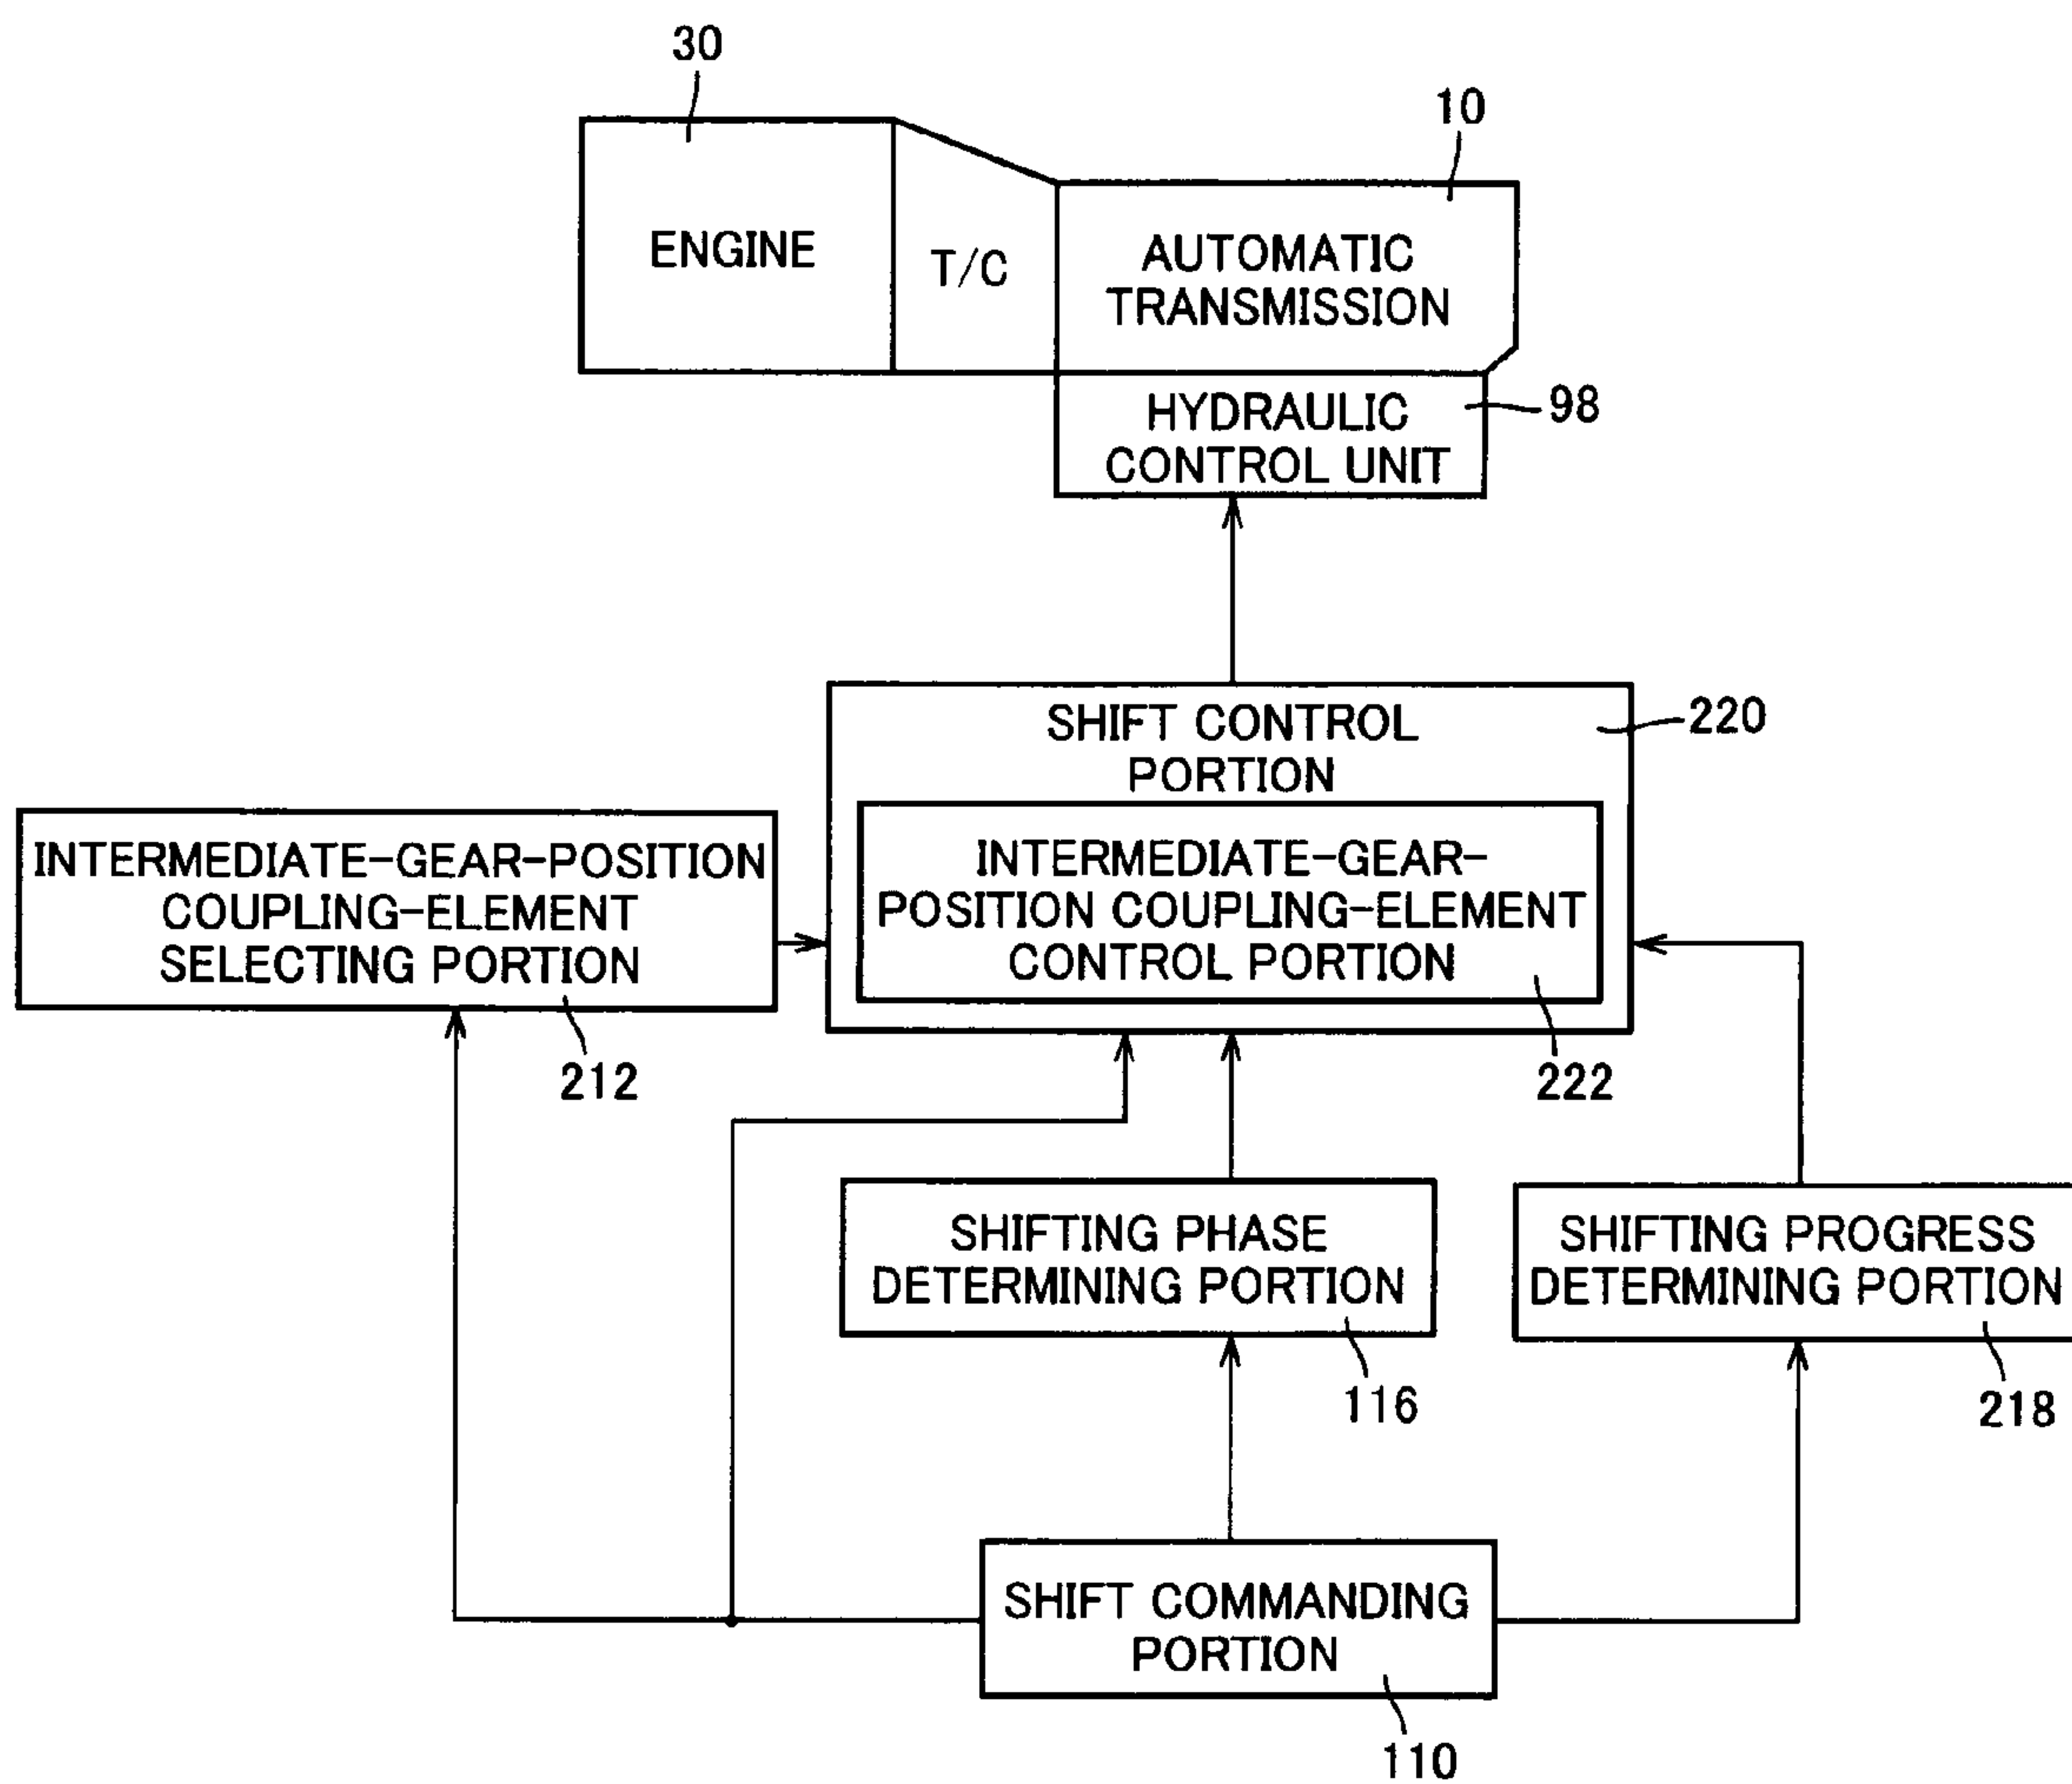 30
10
ENGINE
T/C
AUTOMATIC
TRANSMISSION
HYDRAULIC
CONTROL UNIT
98
SHIFT CONTROL
PORTION
220
INTERMEDIATE-GEAR-POSITION
COUPLING-ELEMENT
SELECTING PORTION
212
INTERMEDIATE-GEAR-
POSITION COUPLING-ELEMENT
CONTROL PORTION
222
SHIFTING PHASE
DETERMINING PORTION
116
SHIFTING PROGRESS
DETERMINING PORTION
218
SHIFT COMMANDING
PORTION
110